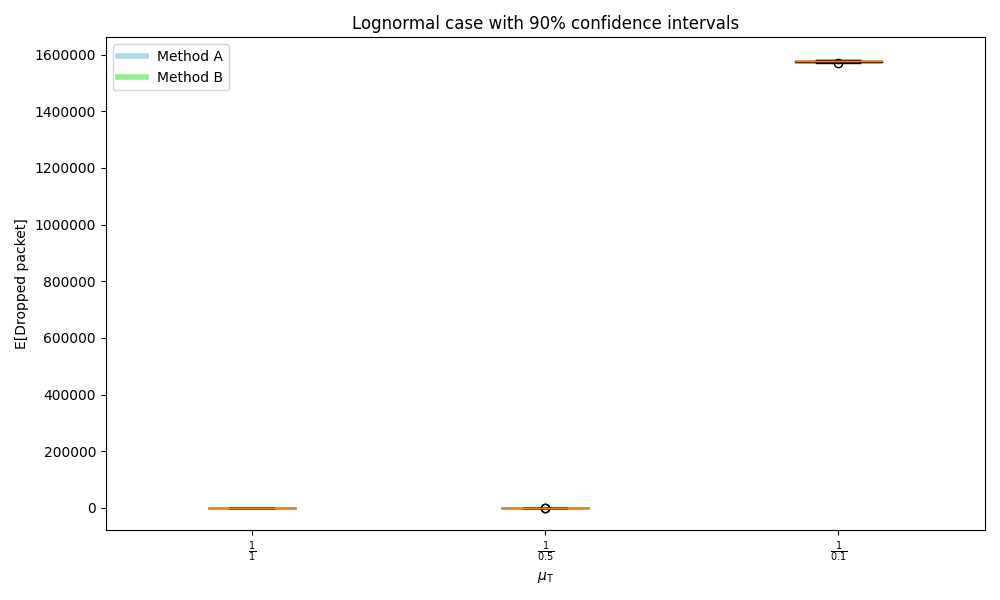 Lognormal case with 90% confidence intervals
Method A
Method B
E[Dropped packet]
1600000
1400000
1200000
1000000
800000
600000
400000
200000
0
1/1
1/0.5
1/0.1
μ_T